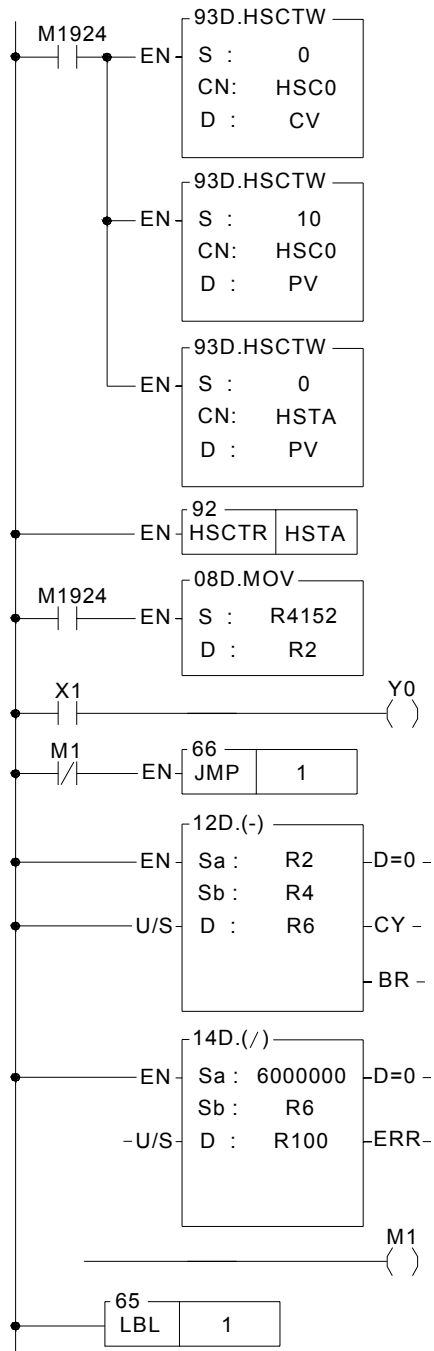 93D.HSCTW
M1924
EN S : 0
CN: HSC0
D : CV
93D.HSCTW
EN S : 10
CN: HSC0
D : PV
93D.HSCTW
EN S : 0
CN: HSTA
D : PV
92
EN HSCTR HSTA
08D.MOV
M1924
EN S : R4152
D : R2
X1 Y0
M1
66
EN JMP 1
12D.(-)
EN Sa : R2 D=0
Sb : R4
U/S D : R6 CY
BR
14D.(/)
EN Sa : 6000000 D=0
Sb : R6
U/S D : R100 ERR
M1
65
LBL 1